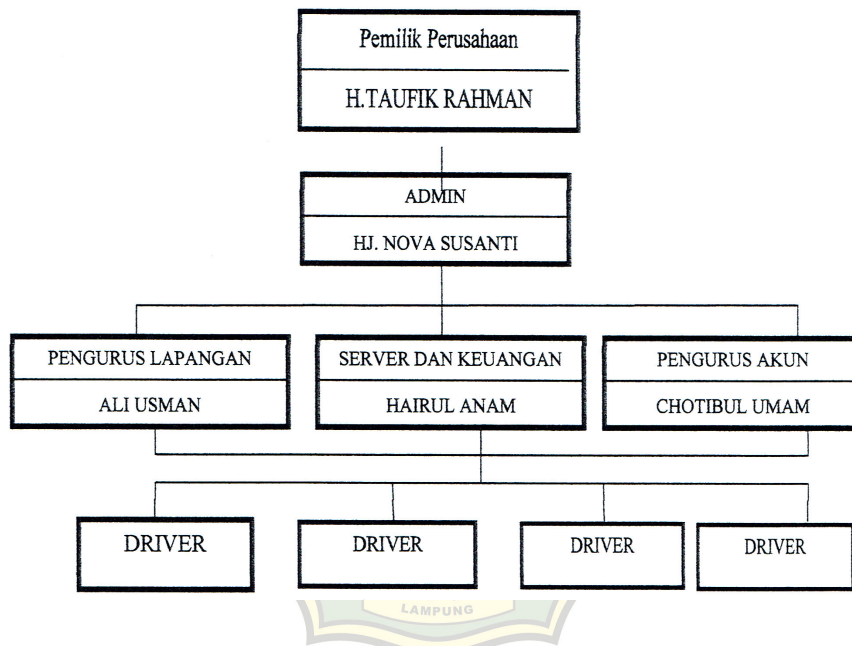 Pemilik Perusahaan
H.TAUFIK RAHMAN
ADMIN
HJ. NOVA SUSANTI
PENGURUS LAPANGAN
ALI USMAN
SERVER DAN KEUANGAN
HAIRUL ANAM
PENGURUS AKUN
CHOTIBUL UMAM
DRIVER
DRIVER
DRIVER
DRIVER
LAMPUNG